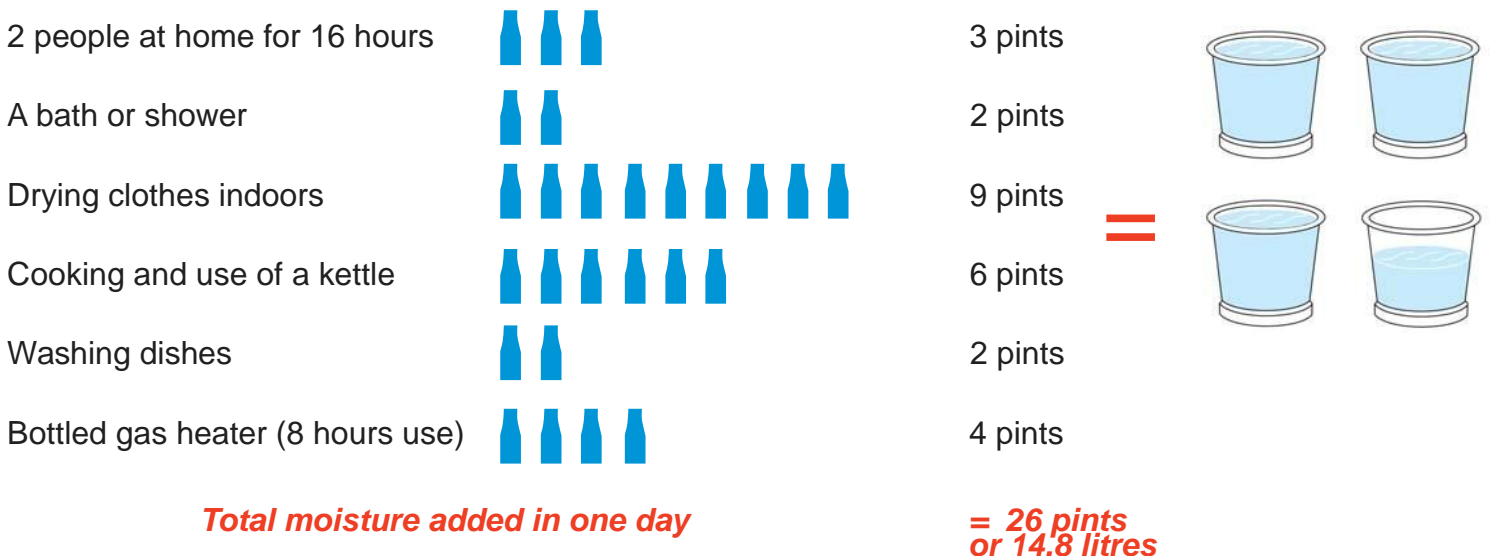 2 people at home for 16 hours 3 pints
A bath or shower 2 pints
Drying clothes indoors 9 pints
=
Cooking and use of a kettle 6 pints
Washing dishes 2 pints
Bottled gas heater (8 hours use) 4 pints
Total moisture added in one day = 26 pints
or 14.8 litres